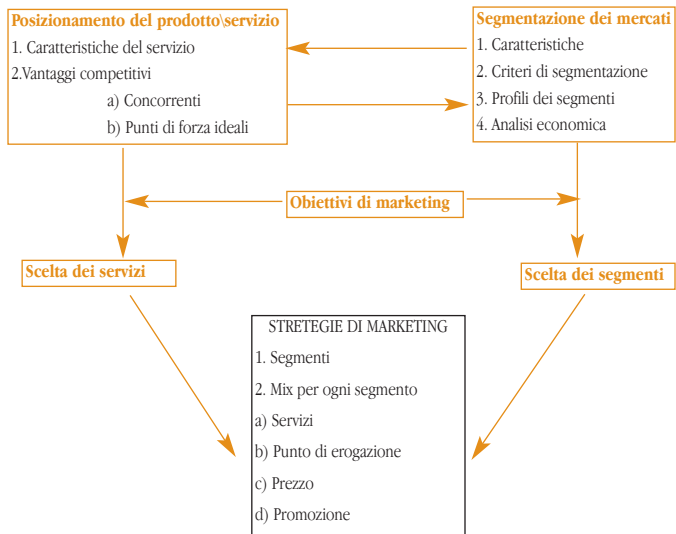 Posizionamento del prodotto\servizio
1. Caratteristiche del servizio
2.Vantaggi competitivi
a) Concorrenti
b) Punti di forza ideali
Segmentazione dei mercati
1. Caratteristiche
2. Criteri di segmentazione
3. Profili dei segmenti
4. Analisi economica
Obiettivi di marketing
Scelta dei servizi
Scelta dei segmenti
STRETEGIE DI MARKETING
1. Segmenti
2. Mix per ogni segmento
a) Servizi
b) Punto di erogazione
c) Prezzo
d) Promozione